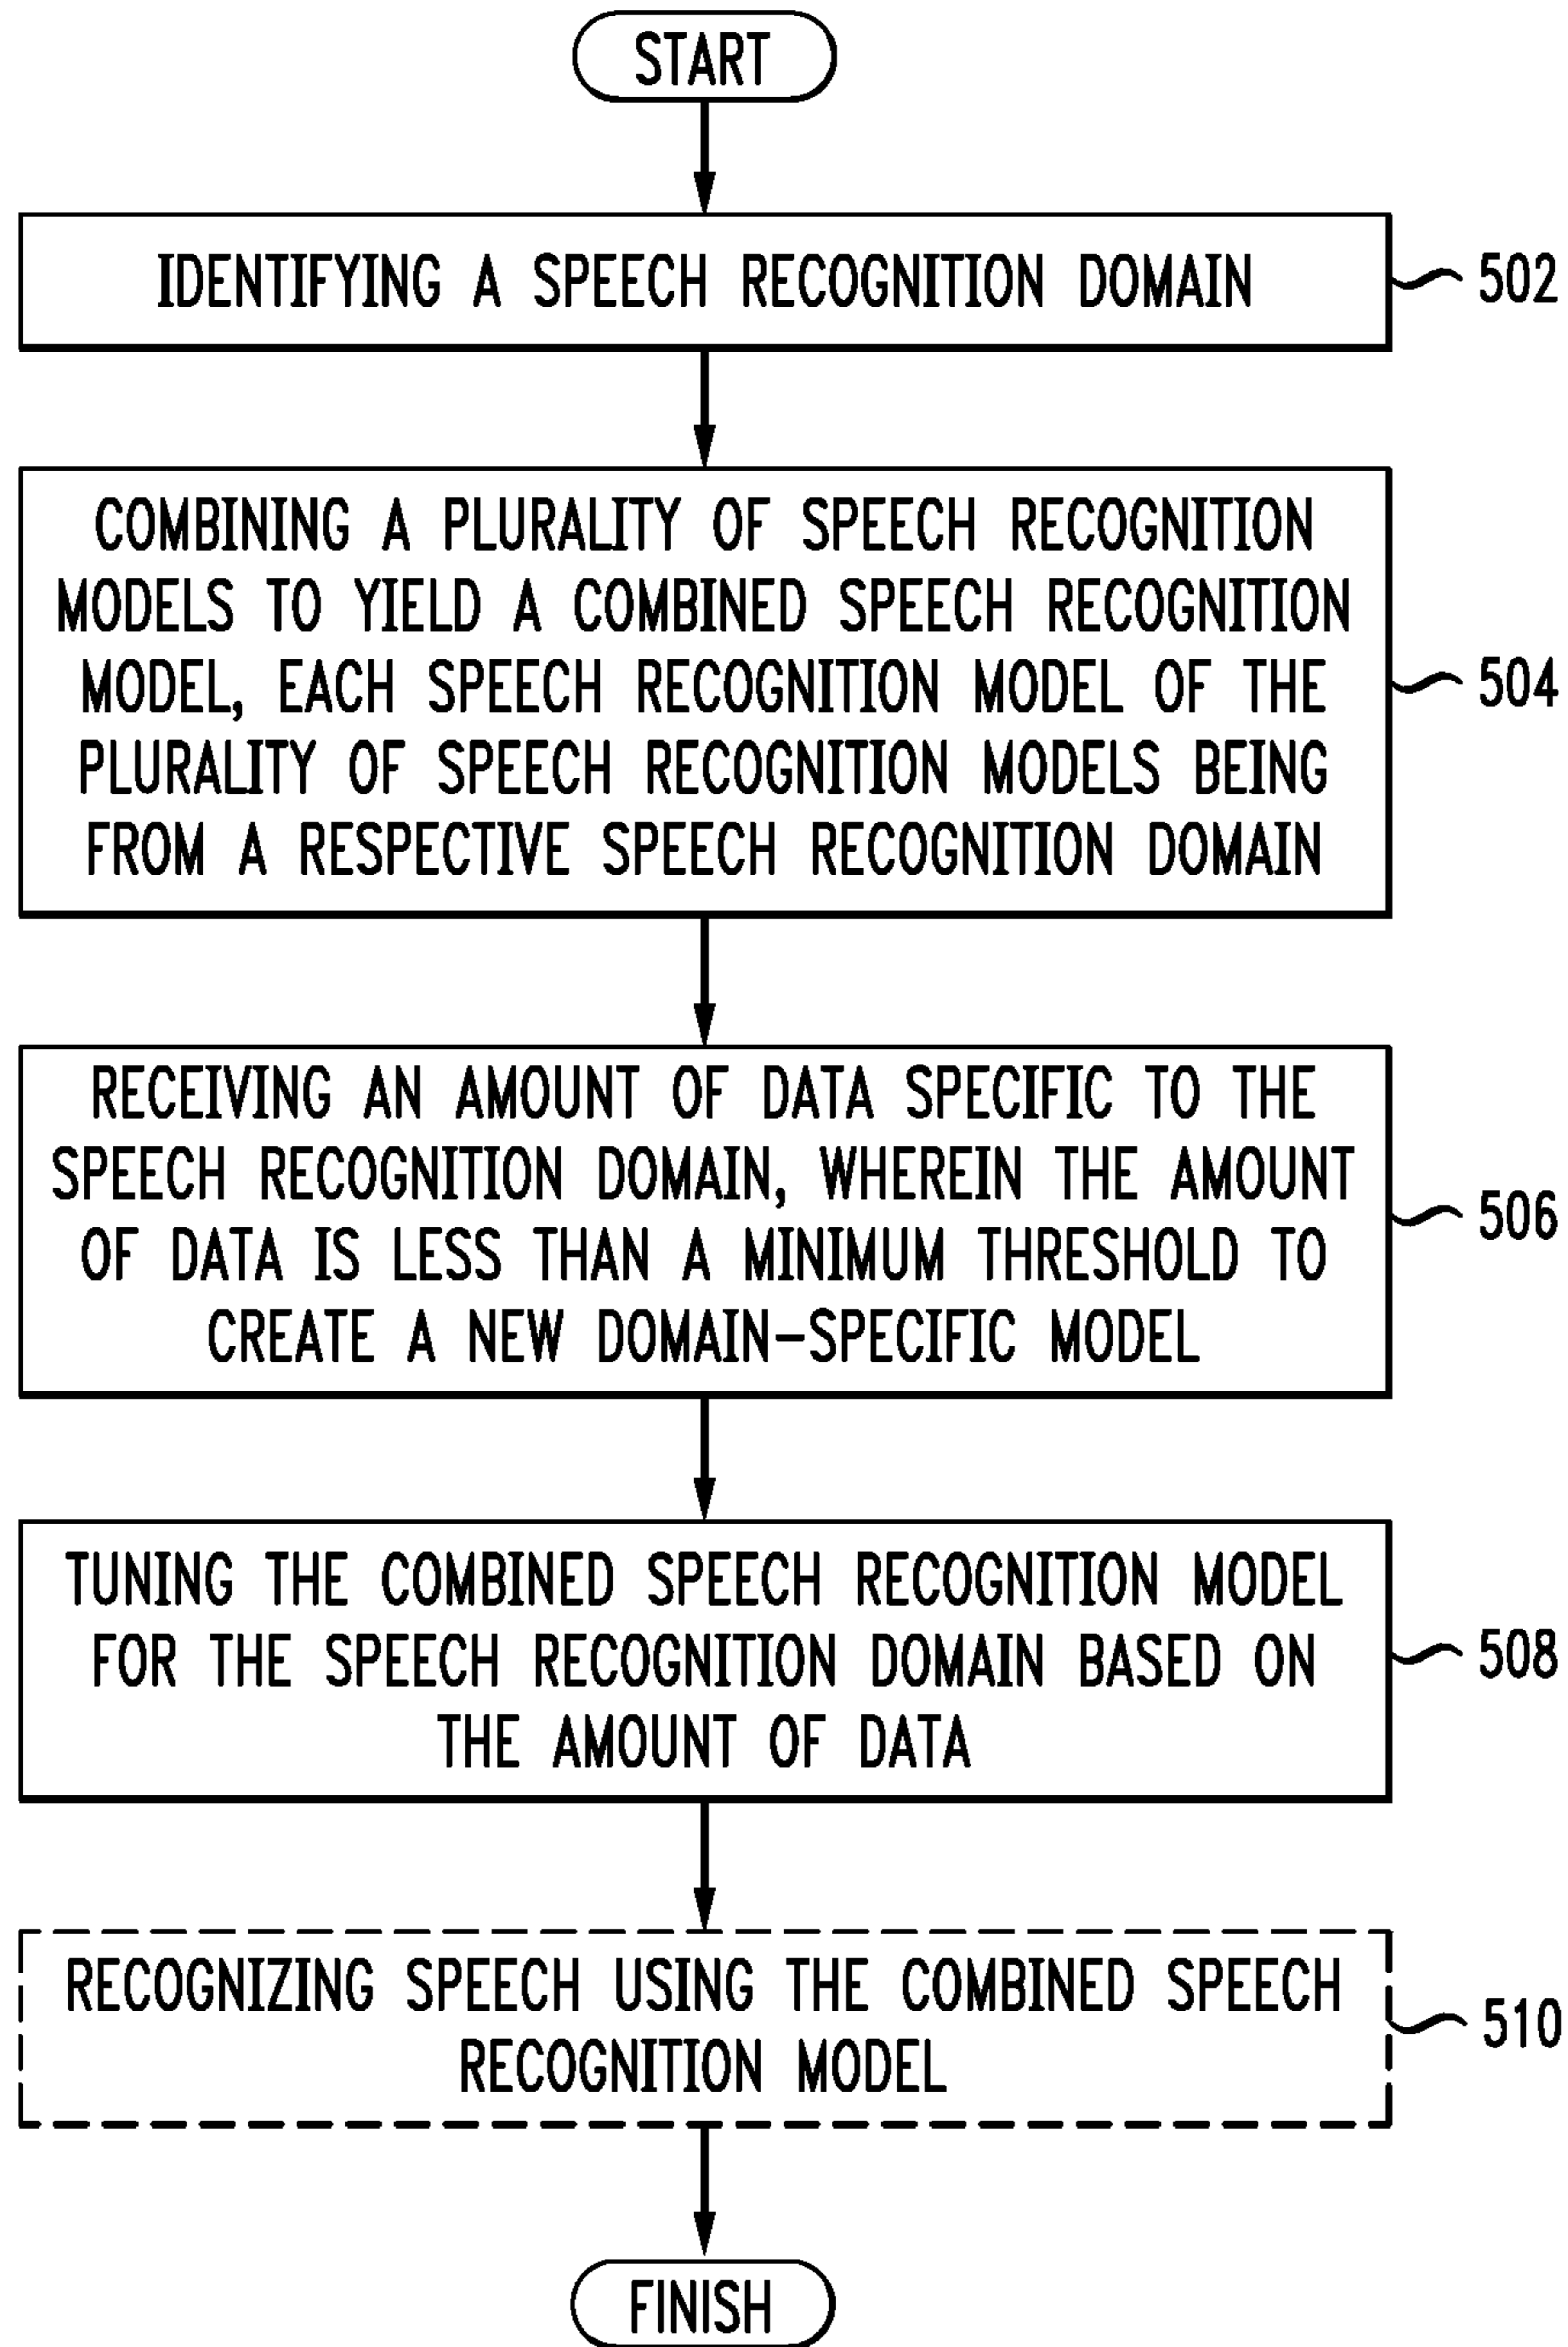 START
IDENTIFYING A SPEECH RECOGNITION DOMAIN
502
COMBINING A PLURALITY OF SPEECH RECOGNITION
MODELS TO YIELD A COMBINED SPEECH RECOGNITION
MODEL, EACH SPEECH RECOGNITION MODEL OF THE
PLURALITY OF SPEECH RECOGNITION MODELS BEING
FROM A RESPECTIVE SPEECH RECOGNITION DOMAIN
504
RECEIVING AN AMOUNT OF DATA SPECIFIC TO THE
SPEECH RECOGNITION DOMAIN, WHEREIN THE AMOUNT
OF DATA IS LESS THAN A MINIMUM THRESHOLD TO
CREATE A NEW DOMAIN-SPECIFIC MODEL
506
TUNING THE COMBINED SPEECH RECOGNITION MODEL
FOR THE SPEECH RECOGNITION DOMAIN BASED ON
THE AMOUNT OF DATA
508
RECOGNIZING SPEECH USING THE COMBINED SPEECH
RECOGNITION MODEL
510
FINISH